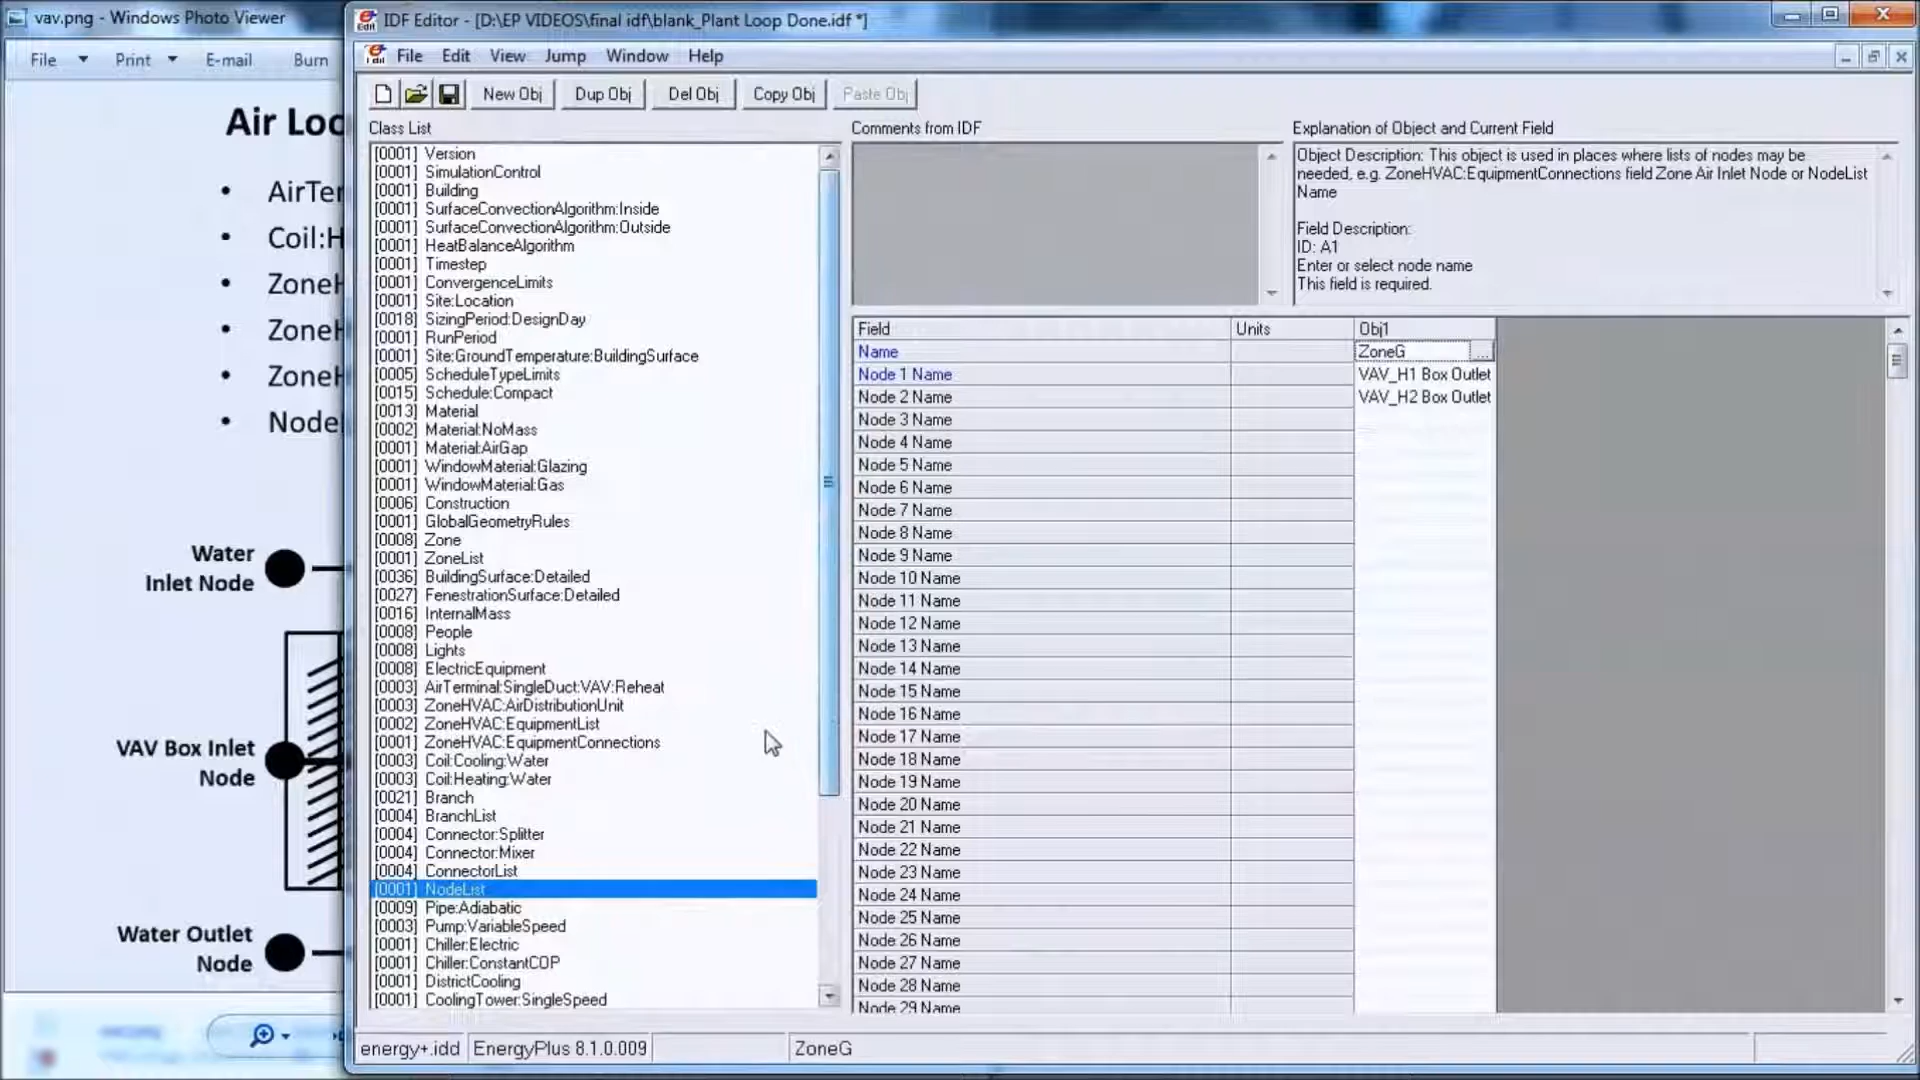 vav.png - Windows Photo Viewer
File
Print
E-mail
Burn
Air Loo
• AirTer
• Coil:H
• ZoneH
• ZoneH
• ZoneH
• Nodel
Water
Inlet Node
VAV Box Inlet
Node
Water Outlet
Node
IDF Editor - [D:\EP VIDEOS\final idf\blank_Plant Loop Done.idf *]
File Edit View Jump Window Help
New Obj Dup Obj Del Obj Copy Obj Paste Obj
Class List
[0001] Version
[0001] SimulationControl
[0001] Building
[0001] SurfaceConvectionAlgorithm:Inside
[0001] SurfaceConvectionAlgorithm:Outside
[0001] HeatBalanceAlgorithm
[0001] Timestep
[0001] ConvergenceLimits
[0001] Site:Location
[0018] SizingPeriod:DesignDay
[0001] RunPeriod
[0001] Site:GroundTemperature:BuildingSurface
[0005] ScheduleTypeLimits
[0015] Schedule:Compact
[0013] Material
[0002] Material:NoMass
[0001] Material:AirGap
[0001] WindowMaterial:Glazing
[0001] WindowMaterial:Gas
[0006] Construction
[0001] GlobalGeometryRules
[0008] Zone
[0001] ZoneList
[0036] BuildingSurface:Detailed
[0027] FenestrationSurface:Detailed
[0016] InternalMass
[0008] People
[0008] Lights
[0008] ElectricEquipment
[0003] AirTerminal:SingleDuct:VAV:Reheat
[0003] ZoneHVAC:AirDistributionUnit
[0002] ZoneHVAC:EquipmentList
[0001] ZoneHVAC:EquipmentConnections
[0003] Coil:Cooling:Water
[0003] Coil:Heating:Water
[0021] Branch
[0004] BranchList
[0004] Connector:Splitter
[0004] Connector:Mixer
[0004] ConnectorList
[0001] NodeList
[0009] Pipe:Adiabatic
[0003] Pump:VariableSpeed
[0001] Chiller:Electric
[0001] Chiller:ConstantCOP
[0001] DistrictCooling
[0001] CoolingTower:SingleSpeed
Comments from IDF
Explanation of Object and Current Field
Object Description: This object is used in places where lists of nodes may be
needed, e.g. ZoneHVAC:EquipmentConnections field Zone Air Inlet Node or NodeList
Name
Field Description:
ID: A1
Enter or select node name
This field is required.
Field Units Obj1
Name ZoneG ...
Node 1 Name VAV_H1 Box Outlet
Node 2 Name VAV_H2 Box Outlet
Node 3 Name
Node 4 Name
Node 5 Name
Node 6 Name
Node 7 Name
Node 8 Name
Node 9 Name
Node 10 Name
Node 11 Name
Node 12 Name
Node 13 Name
Node 14 Name
Node 15 Name
Node 16 Name
Node 17 Name
Node 18 Name
Node 19 Name
Node 20 Name
Node 21 Name
Node 22 Name
Node 23 Name
Node 24 Name
Node 25 Name
Node 26 Name
Node 27 Name
Node 28 Name
Node 29 Name
energy+.idd EnergyPlus 8.1.0.009 ZoneG